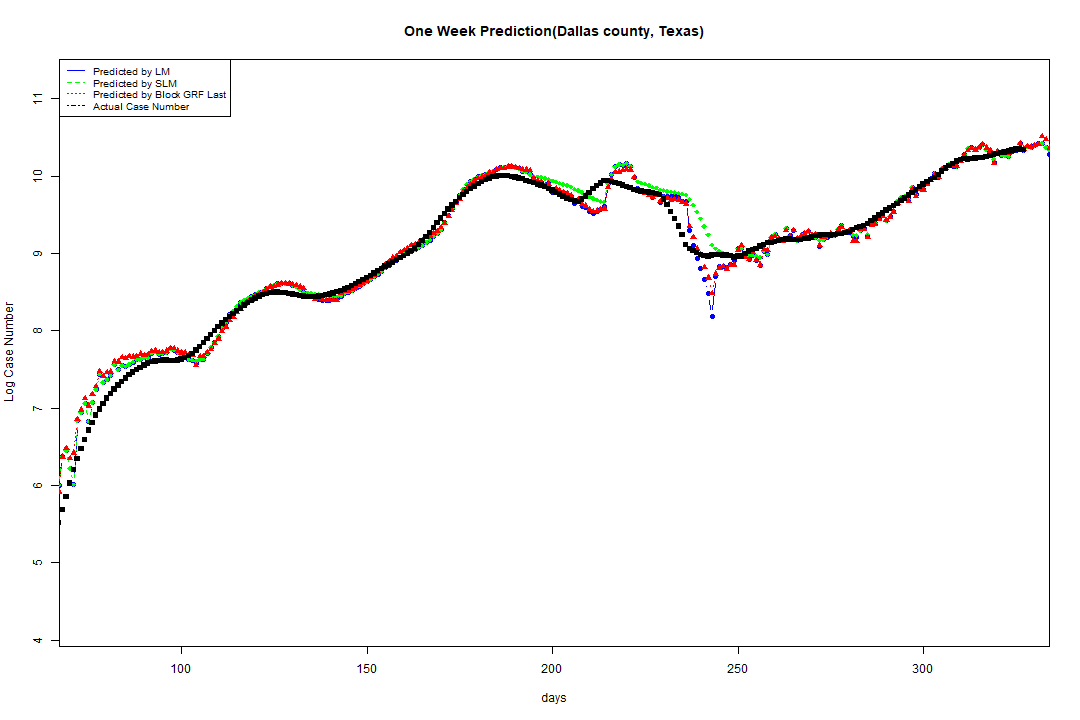 One Week Prediction(Dallas county, Texas)
Predicted by LM
Predicted by SLM
Predicted by Block GRF Last
Actual Case Number
11
10
9
8
7
6
5
4
Log Case Number
100 150 200 250 300
days